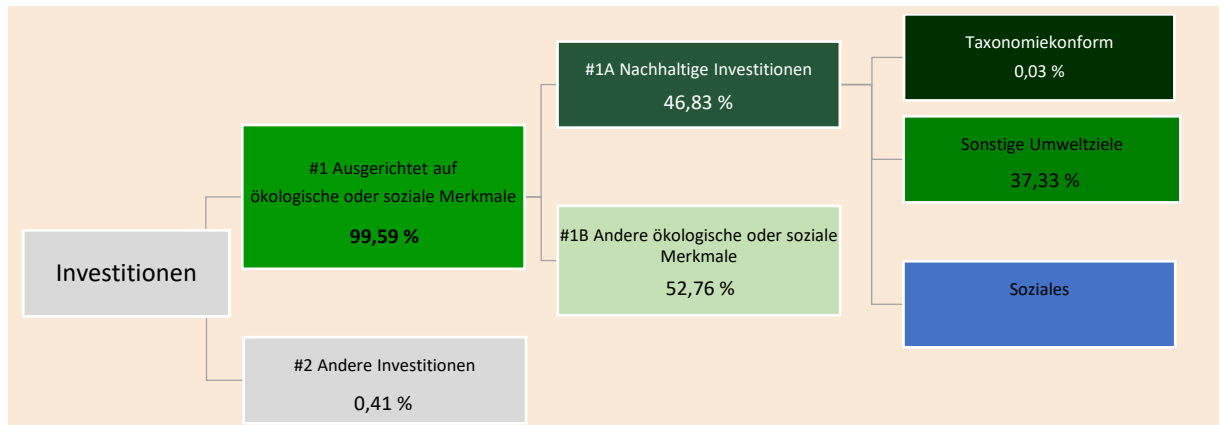 Investitionen
#1 Ausgerichtet auf
ökologische oder soziale Merkmale
99,59 %
#2 Andere Investitionen
0,41 %
#1A Nachhaltige Investitionen
46,83 %
#1B Andere ökologische oder soziale
Merkmale
52,76 %
Taxonomiekonform
0,03 %
Sonstige Umweltziele
37,33 %
Soziales